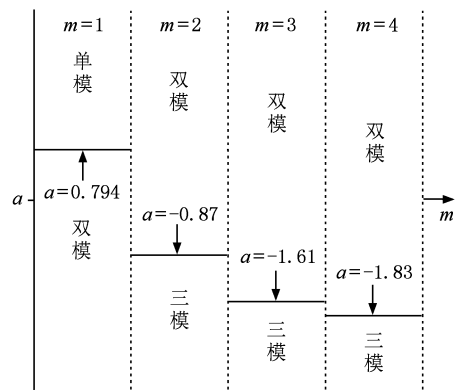 m=1
m=2
m=3
m=4
单
模
双
模
双
模
双
模
a
a=0.794
双
模
a=-0.87
m
a=-1.61
a=-1.83
三
模
三
模
三
模